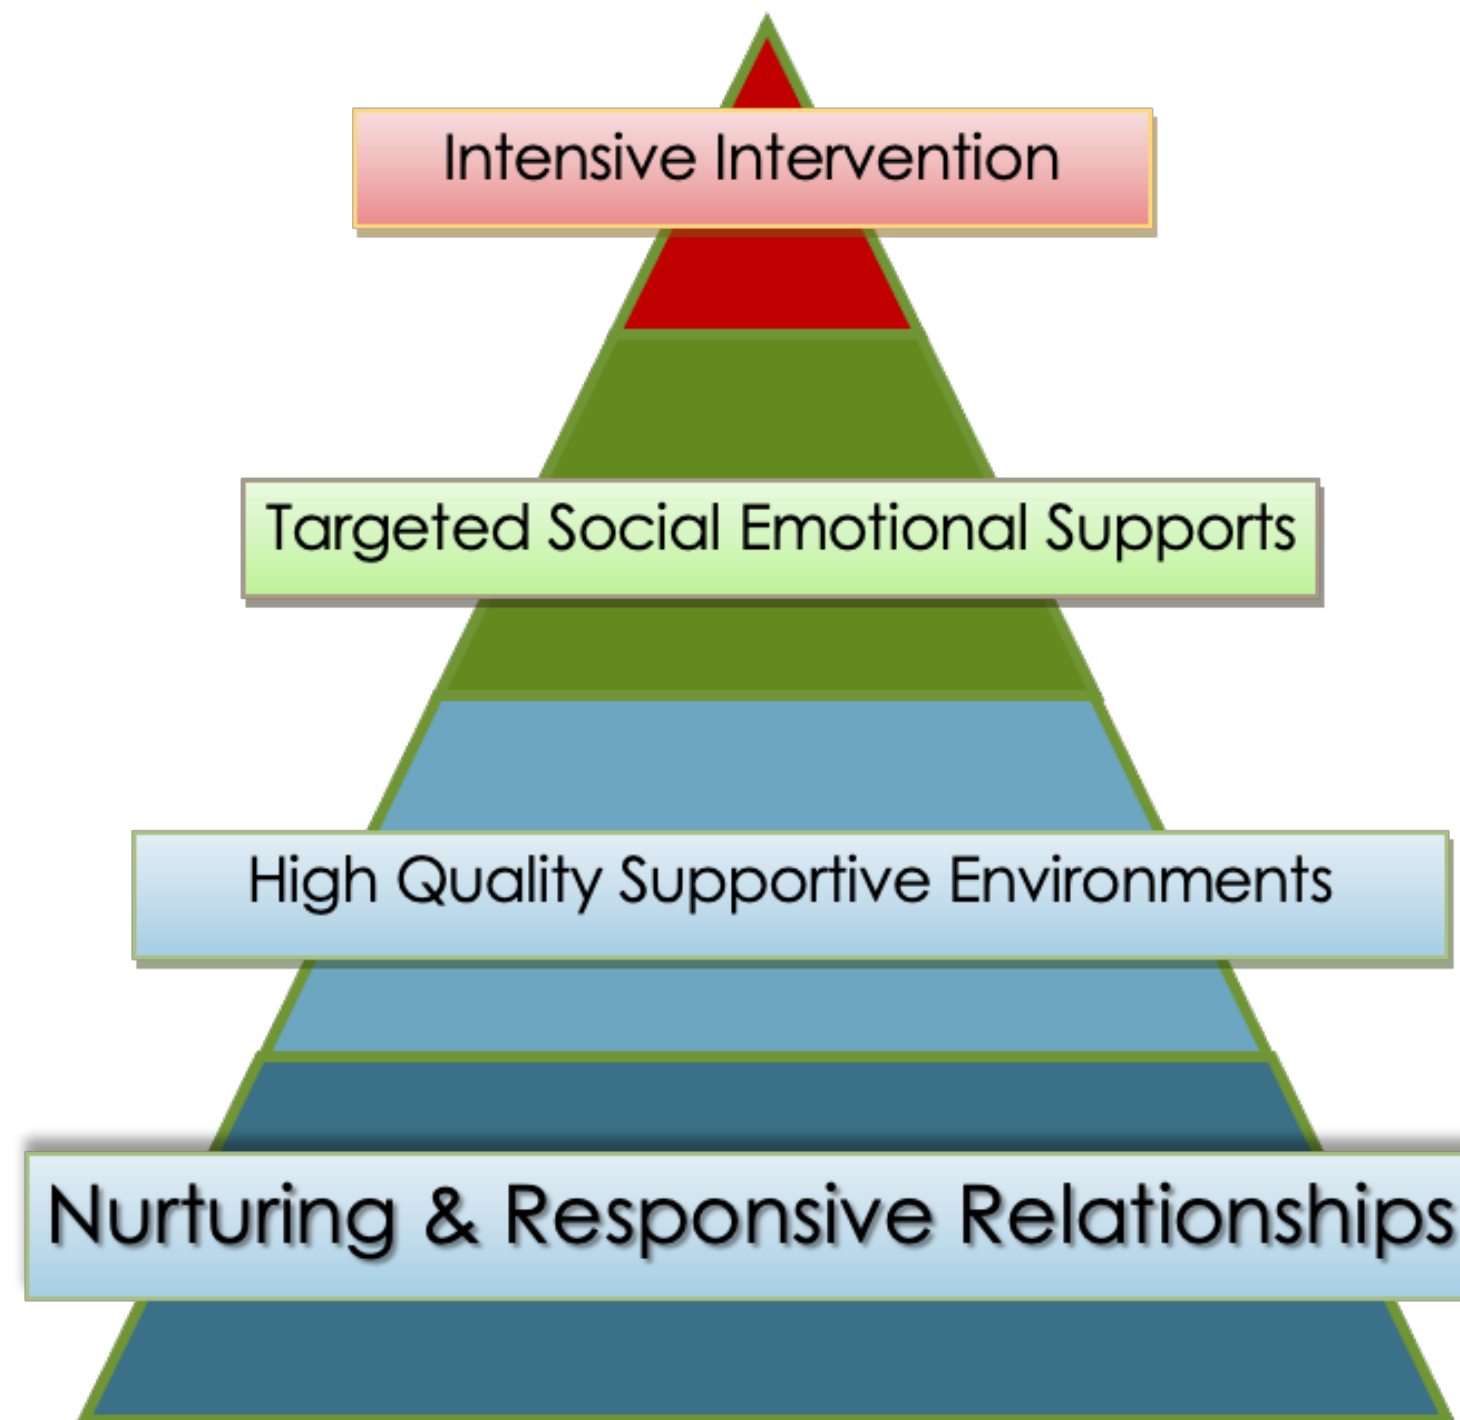 Intensive Intervention
Targeted Social Emotional Supports
High Quality Supportive Environments
Nurturing & Responsive Relationships